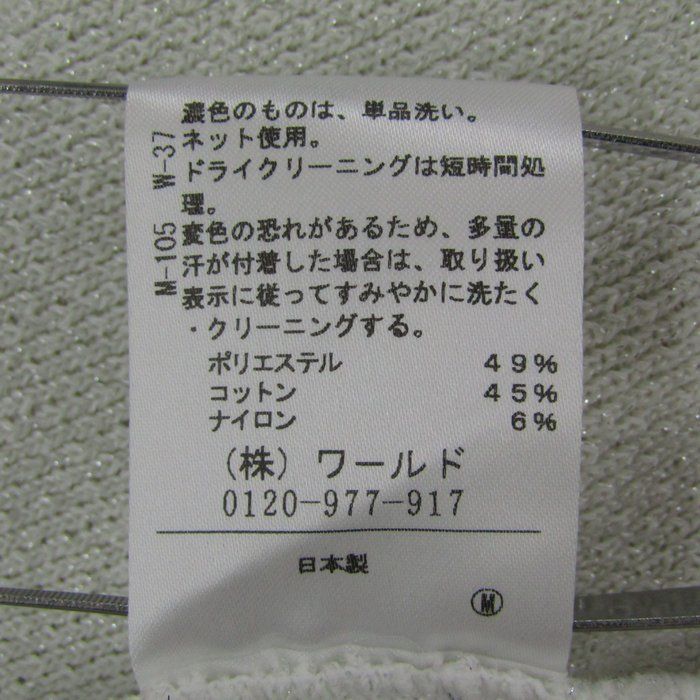 濃色のものは、単品洗い。
ネット使用。
ドライクリーニングは短時間処
理。
変色の恐れがあるため、多量の
汗が付着した場合は、取り扱い
表示に従ってすみやかに洗たく
・クリーニングする。
M-105 W-37
ポリエステル 49%
コットン 45%
ナイロン 6%
(株) ワールド
0120-977-917
日本製
M